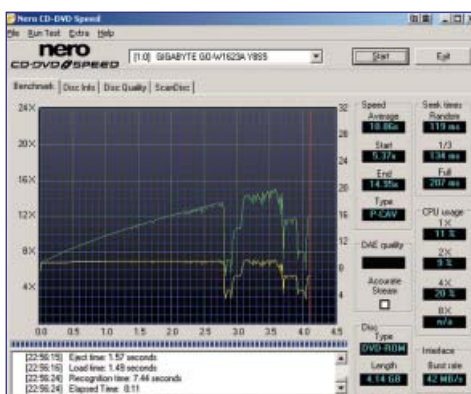 Nero CD-DVD Speed
File Run Test Extra Help
nero
CD·DVD SPEED
[1:0] GIGABYTE GO-W1623A YBS5
Start
Exit
Benchmark Disc Info Disc Quality ScanDisc
24X
20X
16X
12X
8X
4X
32
28
24
20
16
12
8
4
0.0 0.5 1.0 1.5 2.0 2.5 3.0 3.5 4.0 4.5
Speed
Average
10.06x
Start
5.37x
End
14.95x
Type
P-CAV
DAE quality
Accurate
Stream
Disc
Type
DVD-ROM
Length
4.14 GB
Seek times
Random
119 ms
1/3
134 ms
Full
207 ms
CPU usage
1X
11 %
2X
9 %
4X
20 %
8X
n/a
Interface
Burst rate
42 MB/s
[22:56:15] Eject time: 1.57 seconds
[22:56:16] Load time: 1.48 seconds
[22:56:24] Recognition time: 7.44 seconds
[22:56:24] Elapsed Time: 0:11